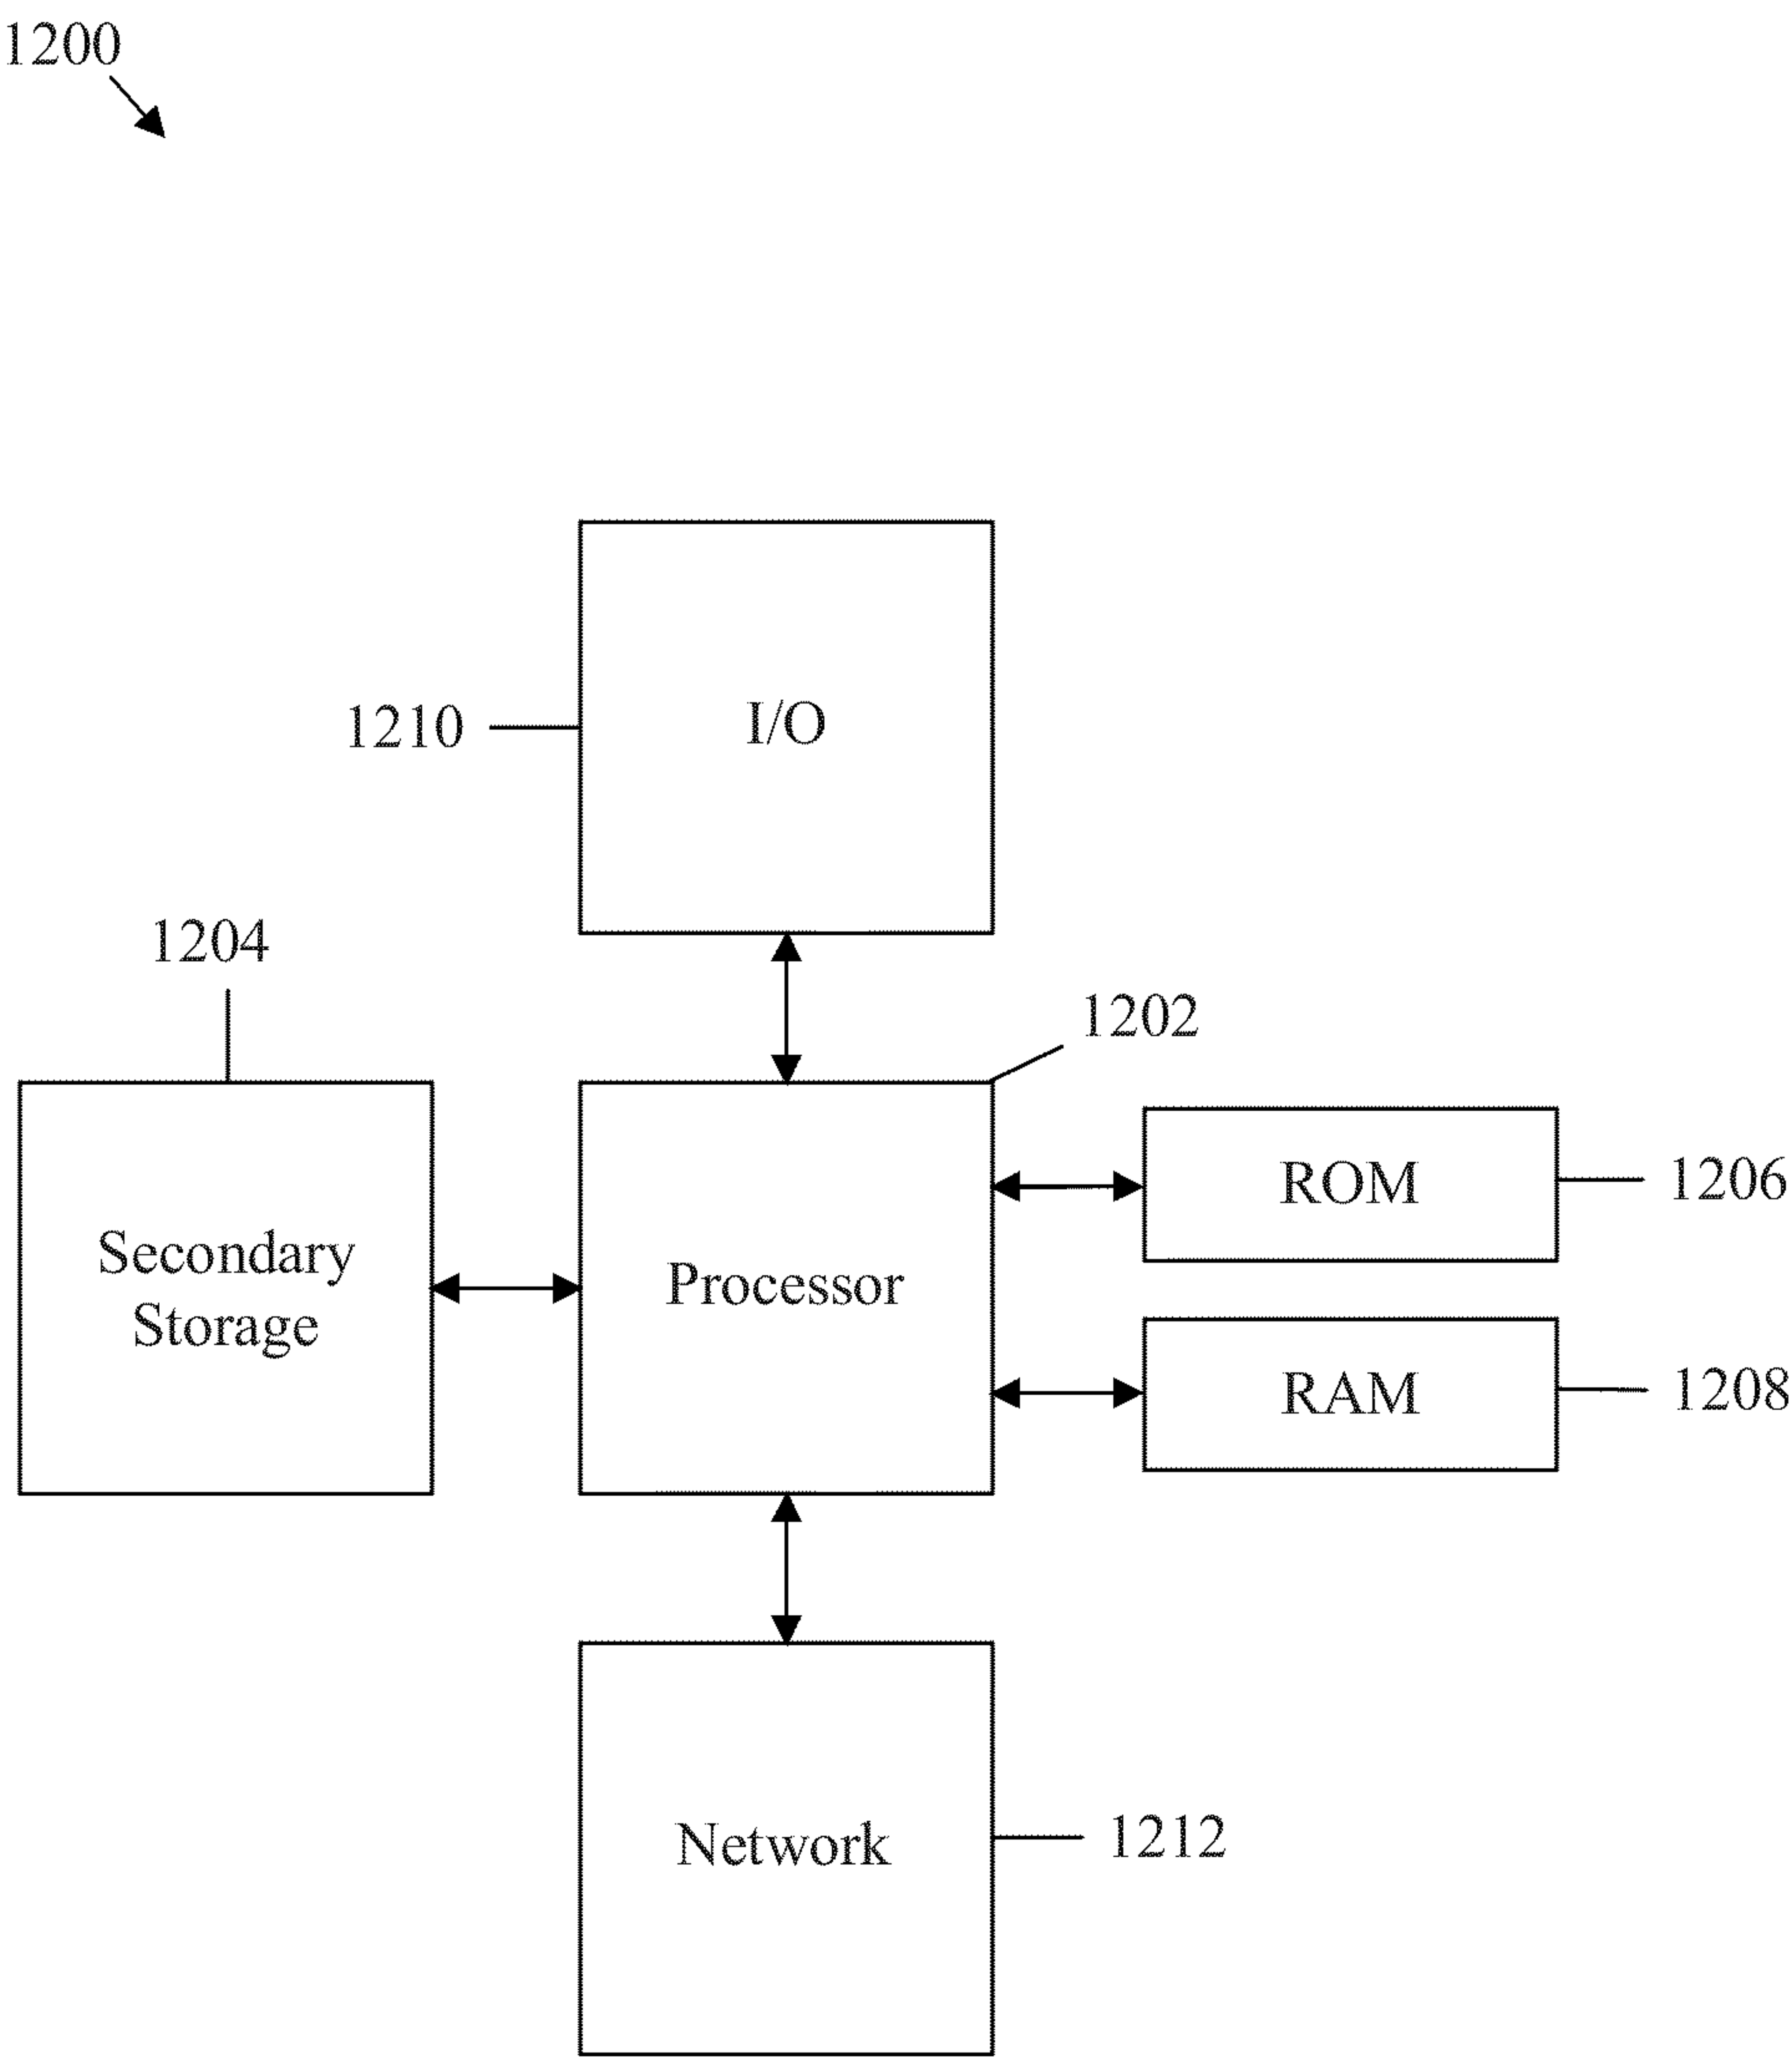 1200
1210
I/O
1204
1202
Secondary
Storage
Processor
ROM
1206
RAM
1208
Network
1212